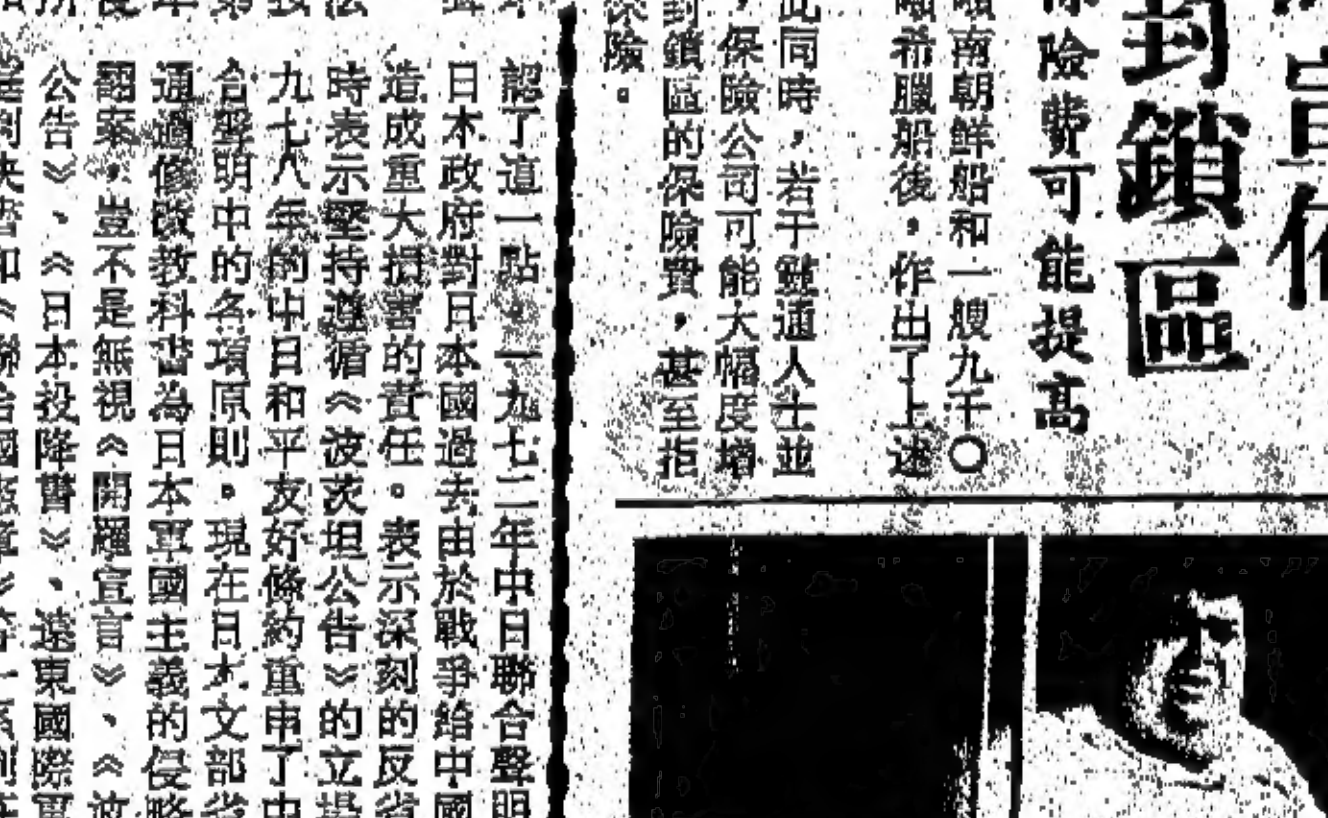 封鎖區
險費可能提高
噸南朝鮮船和一艘九千〇
噸希臘船後，作出了上述
此同時，若干消息靈通人士並
，保險公司可能大幅度增
封鎖區的保險費，甚至拒
保險。
認了這一點。一九七二年中日聯合聲明
日本政府對日本國過去由於戰爭給中國
造成重大損害的責任。表示深刻的反省
時表示堅持遵循《波茨坦公告》的立場
九七八年的中日和平友好條約重申了中
合聲明中的各項原則。現在日本文部省
通過修改教科書為日本軍國主義的侵略
翻案，豈不是無視《開羅宣言》、《波
公告》、《日本投降書》、遠東國際軍